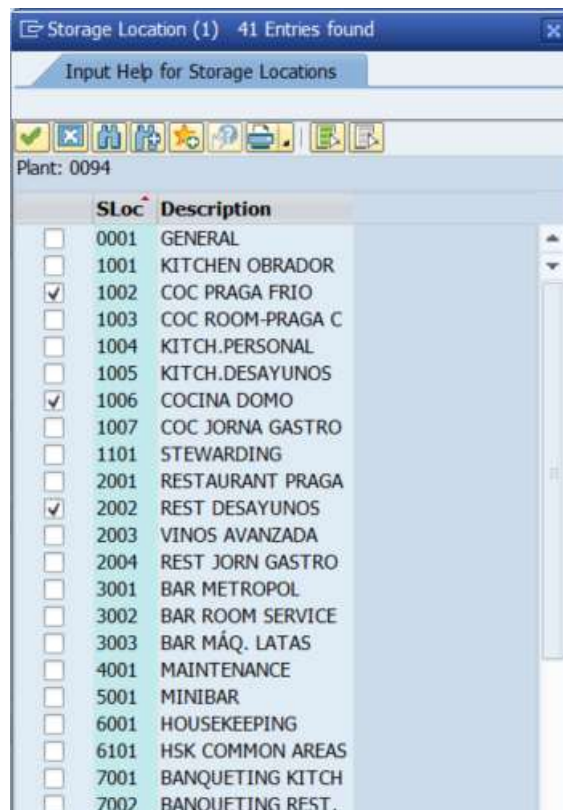 Storage Location (1) 41 Entries found
Input Help for Storage Locations
Plant: 0094
SLoc Description
0001 GENERAL
1001 KITCHEN OBRADOR
1002 COC PRAGA FRIO
1003 COC ROOM-PRAGA C
1004 KITCH.PERSONAL
1005 KITCH.DESAYUNOS
1006 COCINA DOMO
1007 COC JORNA GASTRO
1101 STEWARDING
2001 RESTAURANT PRAGA
2002 REST DESAYUNOS
2003 VINOS AVANZADA
2004 REST JORN GASTRO
3001 BAR METROPOL
3002 BAR ROOM SERVICE
3003 BAR MÁQ. LATAS
4001 MAINTENANCE
5001 MINIBAR
6001 HOUSEKEEPING
6101 HSK COMMON AREAS
7001 BANQUETING KITCH
7002 BANQUETING REST.